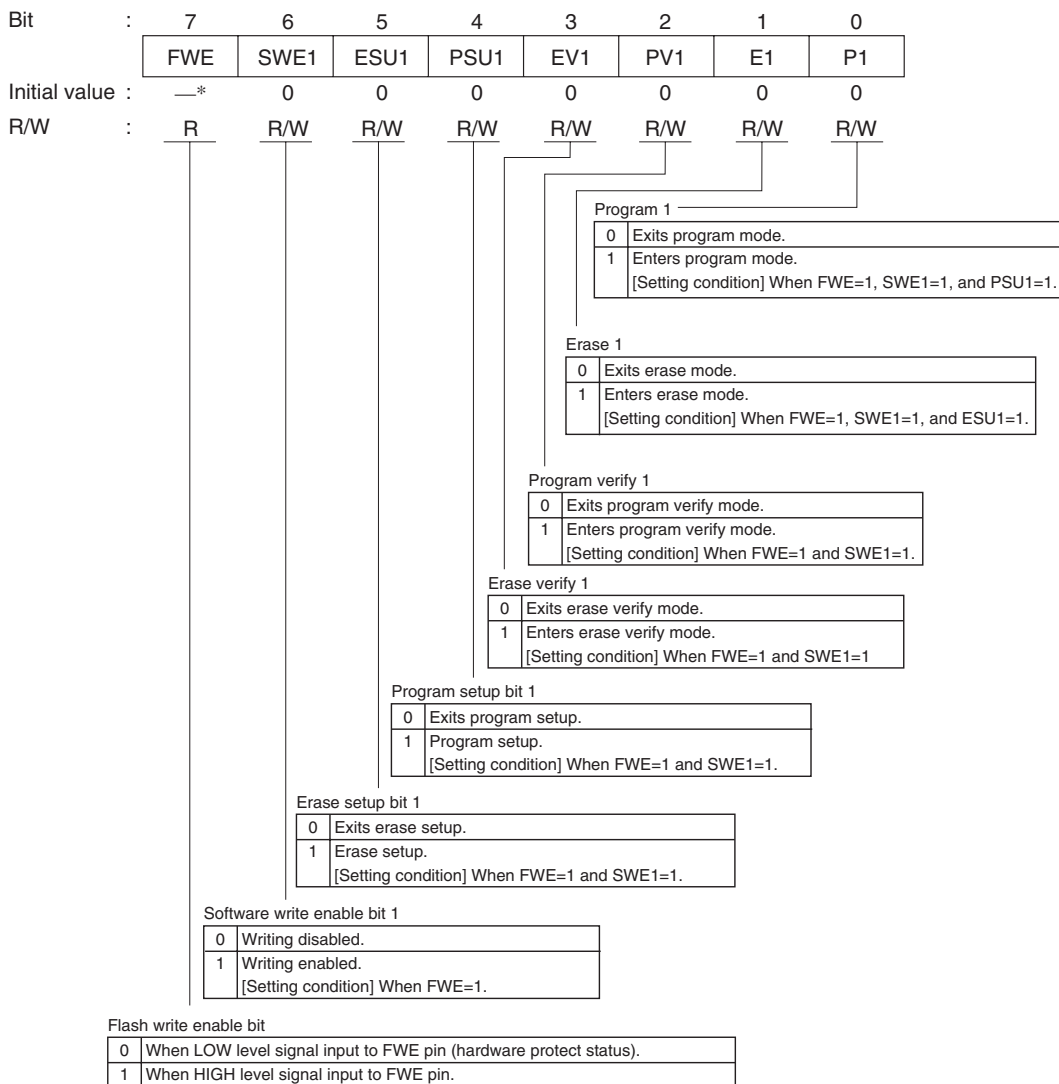 Bit : 7 6 5 4 3 2 1 0
FWE SWE1 ESU1 PSU1 EV1 PV1 E1 P1
Initial value : —* 0 0 0 0 0 0 0
R/W : R R/W R/W R/W R/W R/W R/W R/W
Program 1
0 Exits program mode.
1 Enters program mode.
[Setting condition] When FWE=1, SWE1=1, and PSU1=1.
Erase 1
0 Exits erase mode.
1 Enters erase mode.
[Setting condition] When FWE=1, SWE1=1, and ESU1=1.
Program verify 1
0 Exits program verify mode.
1 Enters program verify mode.
[Setting condition] When FWE=1 and SWE1=1.
Erase verify 1
0 Exits erase verify mode.
1 Enters erase verify mode.
[Setting condition] When FWE=1 and SWE1=1
Program setup bit 1
0 Exits program setup.
1 Program setup.
[Setting condition] When FWE=1 and SWE1=1.
Erase setup bit 1
0 Exits erase setup.
1 Erase setup.
[Setting condition] When FWE=1 and SWE1=1.
Software write enable bit 1
0 Writing disabled.
1 Writing enabled.
[Setting condition] When FWE=1.
Flash write enable bit
0 When LOW level signal input to FWE pin (hardware protect status).
1 When HIGH level signal input to FWE pin.